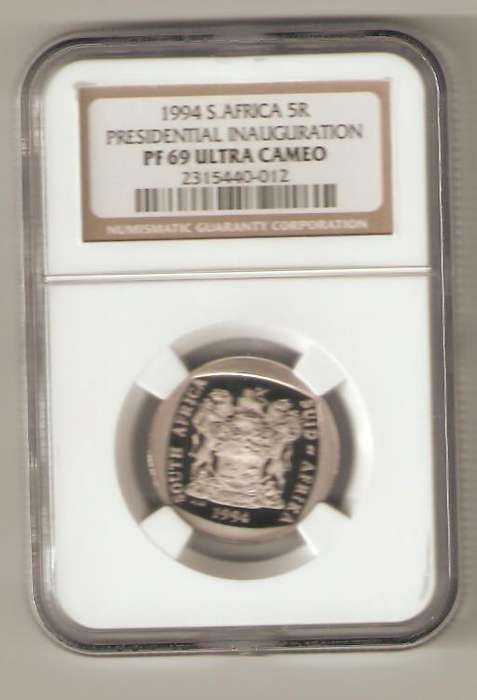 1994 S.AFRICA 5R
PRESIDENTIAL INAUGURATION
PF 69 ULTRA CAMEO
2315440-012
NUMISMATIC GUARANTY CORPORATION
SOUTH AFRICA
SUID AFRIKA
1994